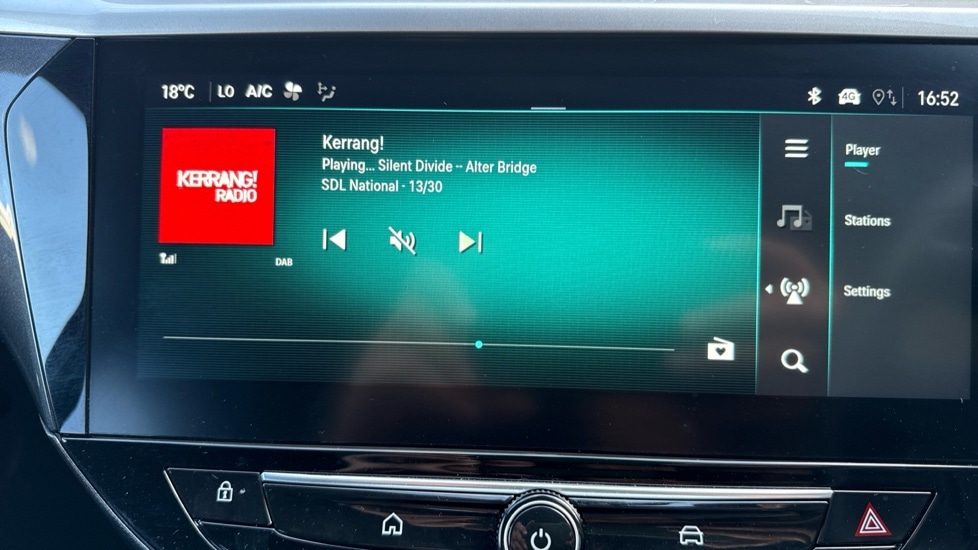 18°C LO A/C 4G 16:52
KERRANG!
RADIO
DAB
Kerrang!
Playing... Silent Divide -- Alter Bridge
SDL National - 13/30
Player
Stations
Settings